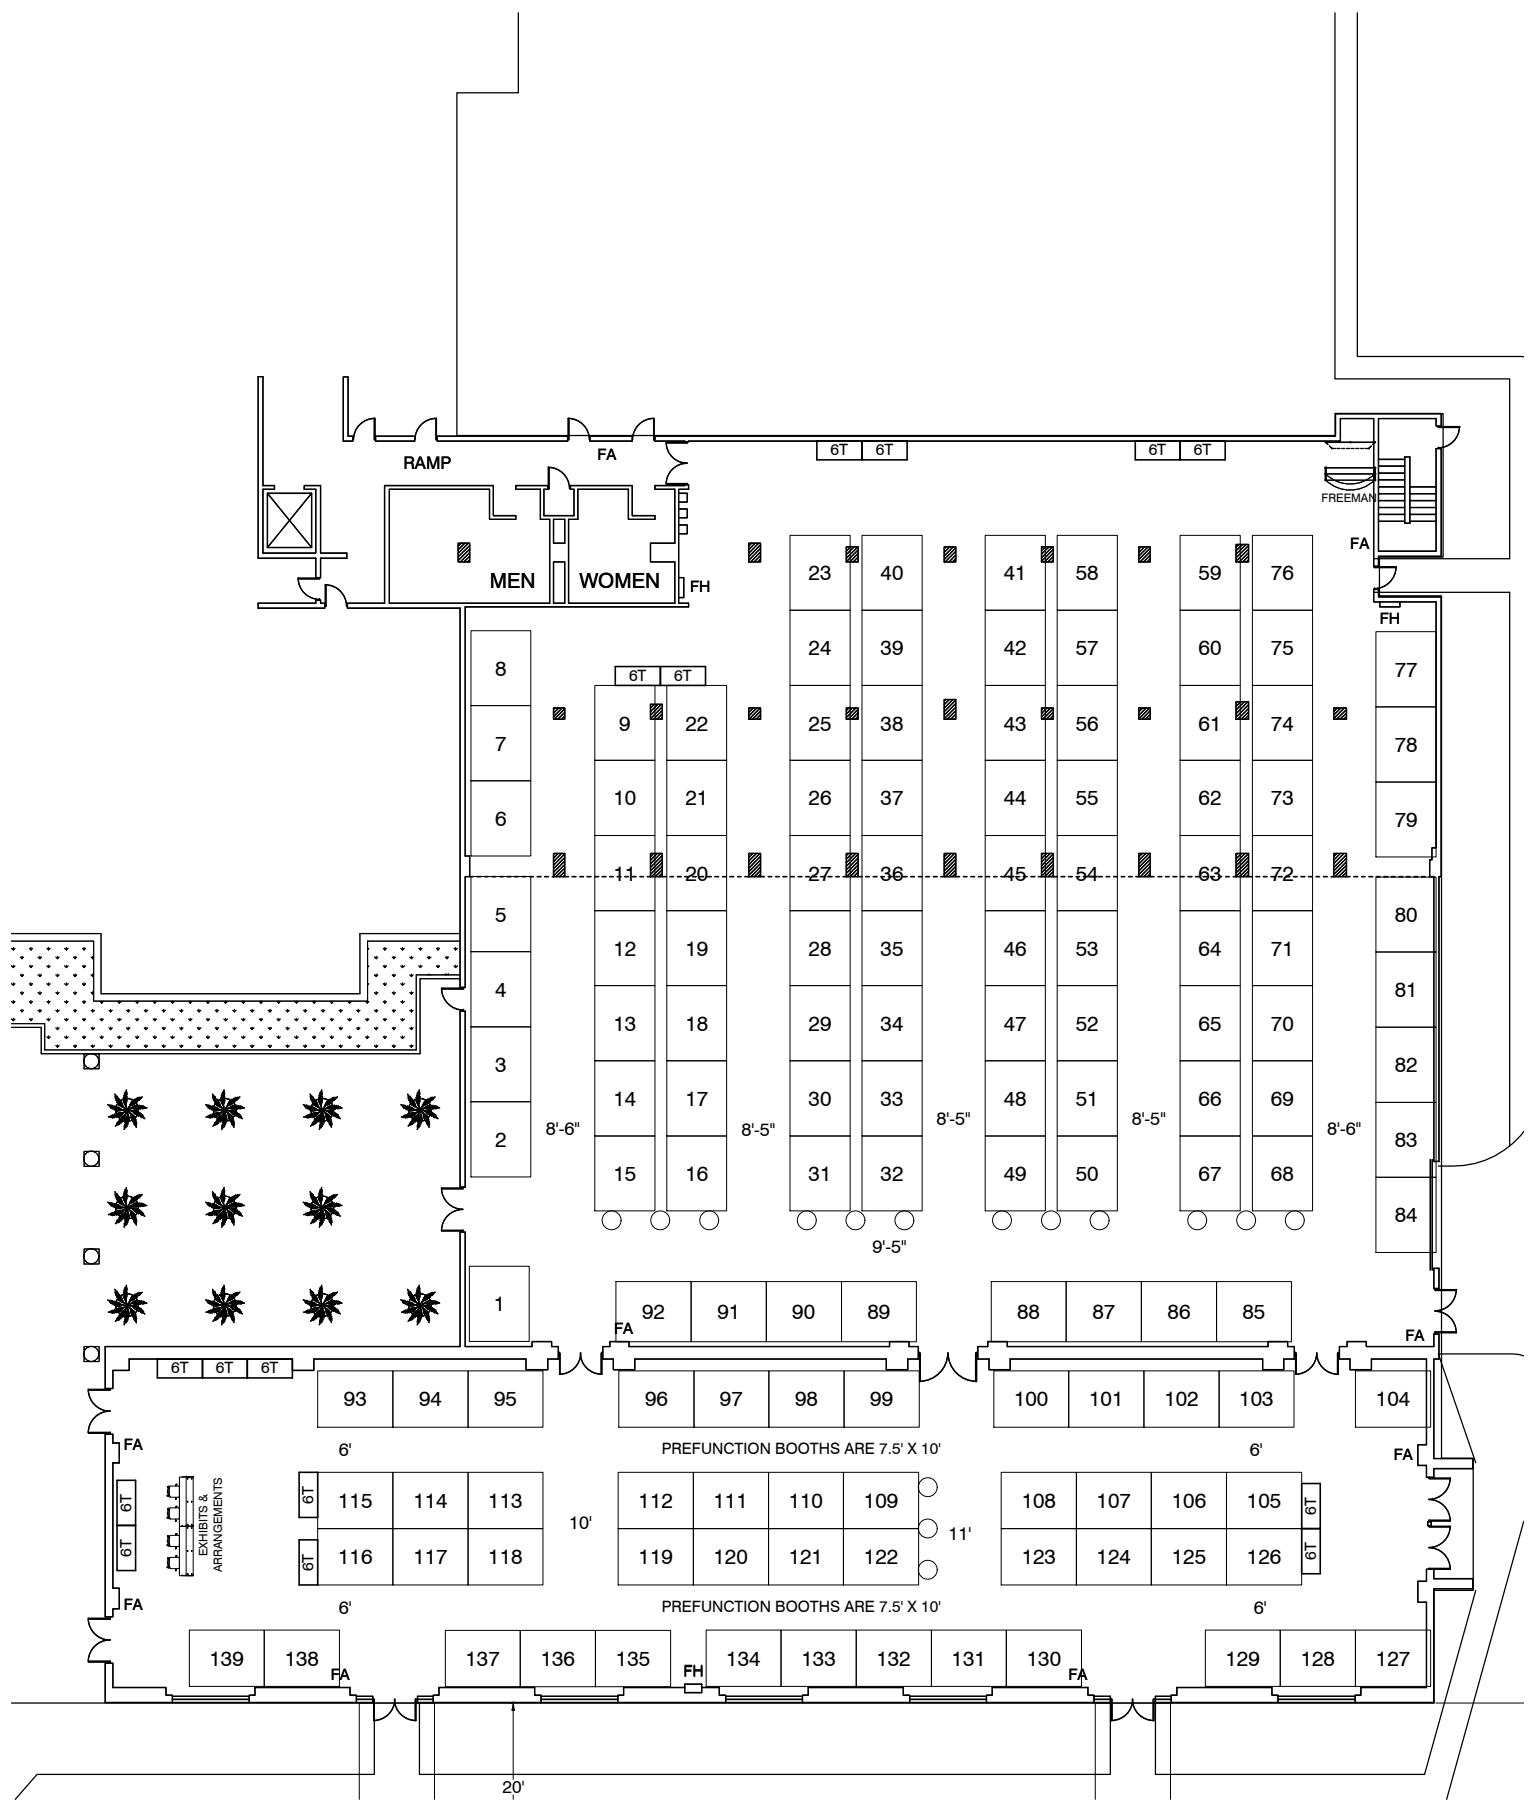 6T 6T 6T 6T
RAMP FA
FREEMAN
FA
MEN WOMEN FH
23 40 41 58 59 76
FH
24 39 42 57 60 75
8 77
6T 6T
9 22 25 38 43 56 61 74
7 78
10 21 26 37 44 55 62 73
6 79
11 20 27 36 45 54 63 72
5 80
12 19 28 35 46 53 64 71
4 81
13 18 29 34 47 52 65 70
3 82
14 17 30 33 48 51 66 69
8'-6" 8'-5" 8'-5" 8'-5" 8'-6"
2 83
15 16 31 32 49 50 67 68
84
9'-5"
1 92 91 90 89 88 87 86 85
FA FA
6T 6T 6T
93 94 95 96 97 98 99 100 101 102 103 104
FA 6' PREFUNCTION BOOTHS ARE 7.5' X 10' 6' FA
6T 6T
EXHIBITS &
ARRANGEMENTS
6T 115 114 113 112 111 110 109 108 107 106 105 6T
10' 11'
6T 116 117 118 119 120 121 122 123 124 125 126 6T
FA 6' PREFUNCTION BOOTHS ARE 7.5' X 10' 6'
139 138 137 136 135 134 133 132 131 130 129 128 127
FA FH FA
20'